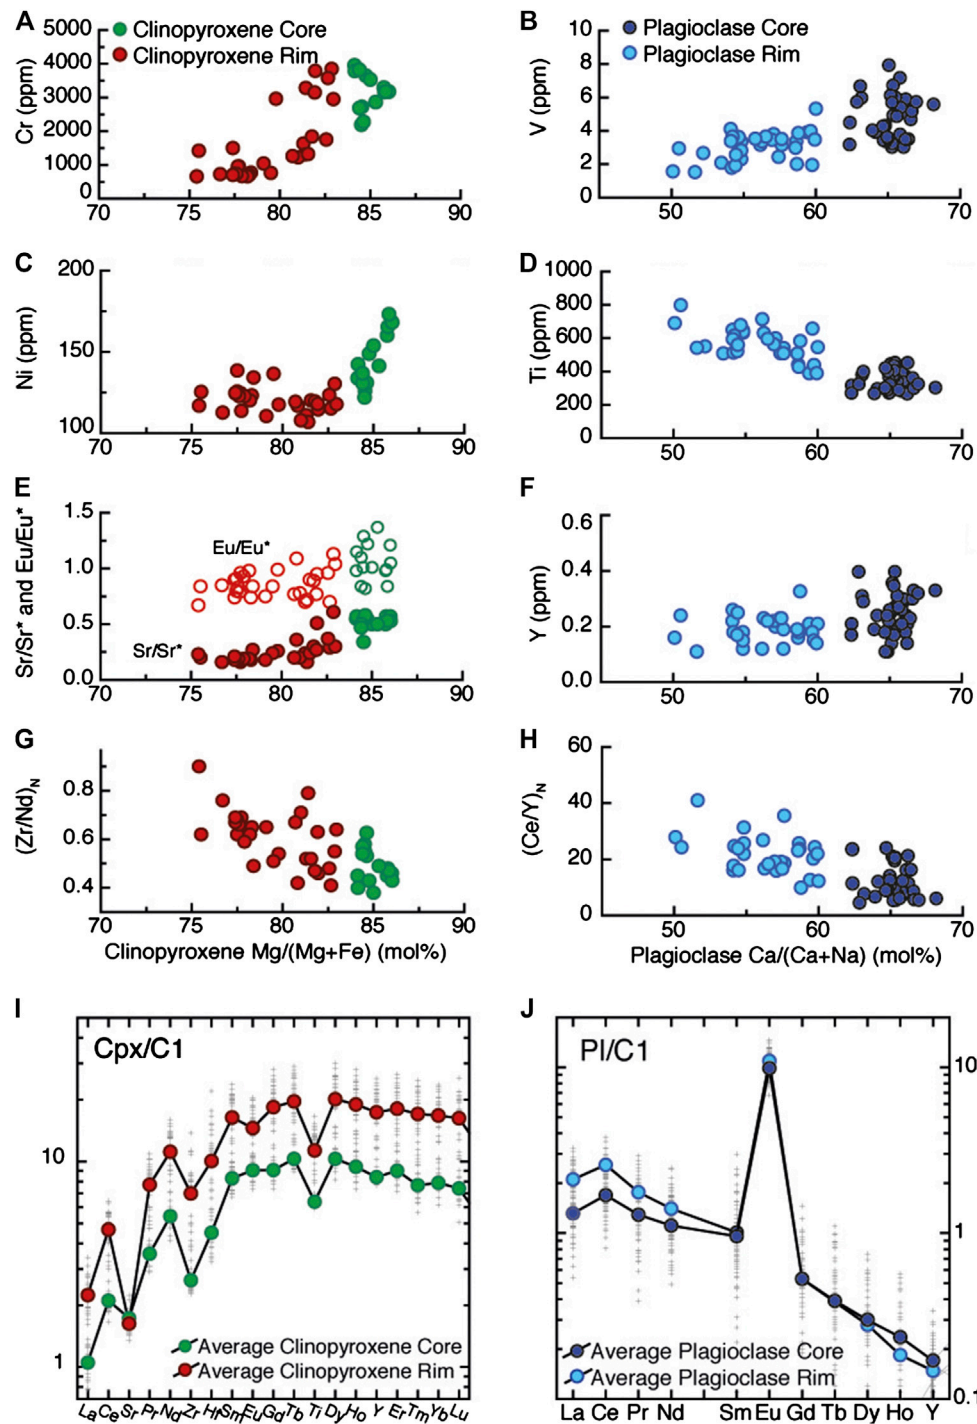 A
Cr (ppm)
5000
4000
3000
2000
1000
0
Clinopyroxene Core
Clinopyroxene Rim
70 75 80 85 90
B
V (ppm)
10
8
6
4
2
0
Plagioclase Core
Plagioclase Rim
50 60 70
C
Ni (ppm)
200
150
100
70 75 80 85 90
D
Ti (ppm)
1000
800
600
400
200
0
50 60 70
E
Sr/Sr* and Eu/Eu*
1.5
1.0
0.5
0.0
Eu/Eu*
Sr/Sr*
70 75 80 85 90
F
Y (ppm)
0.6
0.4
0.2
0.0
50 60 70
G
(Zr/Nd)N
0.8
0.6
0.4
70 75 80 85 90
Clinopyroxene Mg/(Mg+Fe) (mol%)
H
(Ce/Y)N
60
40
20
0
50 60 70
Plagioclase Ca/(Ca+Na) (mol%)
I
Cpx/C1
10
1
Average Clinopyroxene Core
Average Clinopyroxene Rim
La Ce Sr Pr Nd Zr Hf Sm Eu Gd Tb Ti Dy Ho Y Er Tm Yb Lu
J
Pl/C1
10
1
0.1
Average Plagioclase Core
Average Plagioclase Rim
La Ce Pr Nd Sm Eu Gd Tb Dy Ho Y